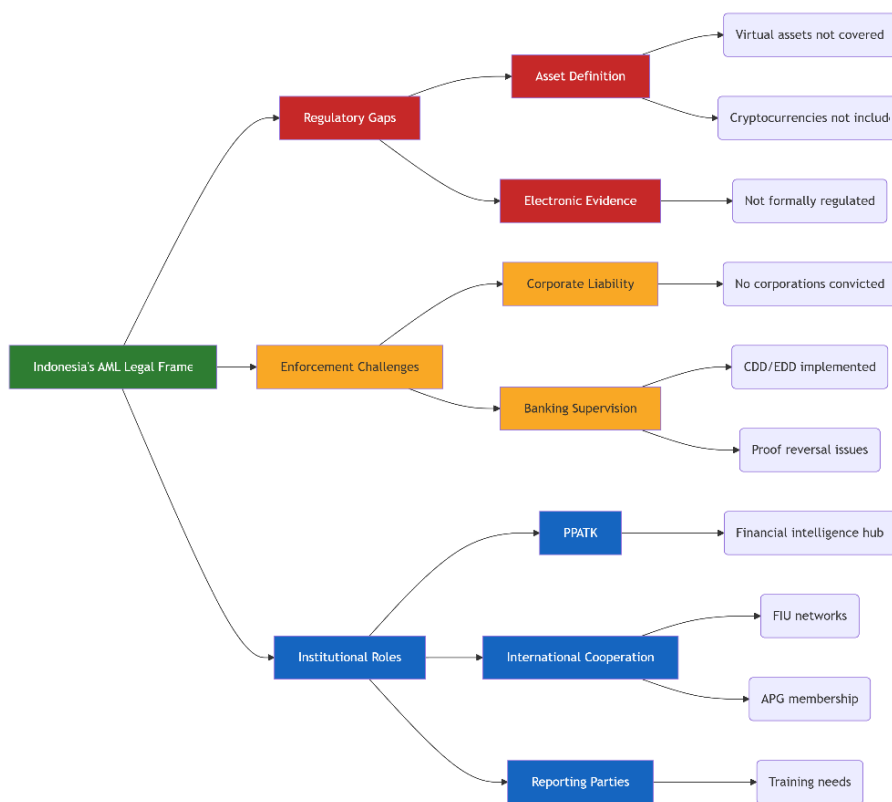 Virtual assets not covered
Asset Definition
Regulatory Gaps
Cryptocurrencies not includ
Electronic Evidence
Not formally regulated
Corporate Liability
No corporations convicted
Indonesia's AML Legal Frame
Enforcement Challenges
CDD/EDD implemented
Banking Supervision
Proof reversal issues
PPATK
Financial intelligence hub
FIU networks
Institutional Roles
International Cooperation
APG membership
Reporting Parties
Training needs